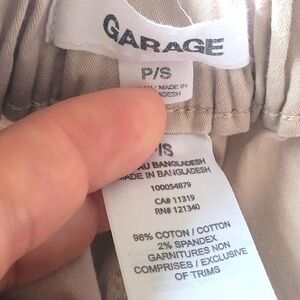 GARAGE
P/S
MADE IN
P/S
AU BANGLADESH
MADE IN BANGLADESH
100054879
CA# 11319
RN# 121340
98% COTON / COTTON
2% SPANDEX
GARNITURES NON
COMPRISES / EXCLUSIVE
OF TRIMS